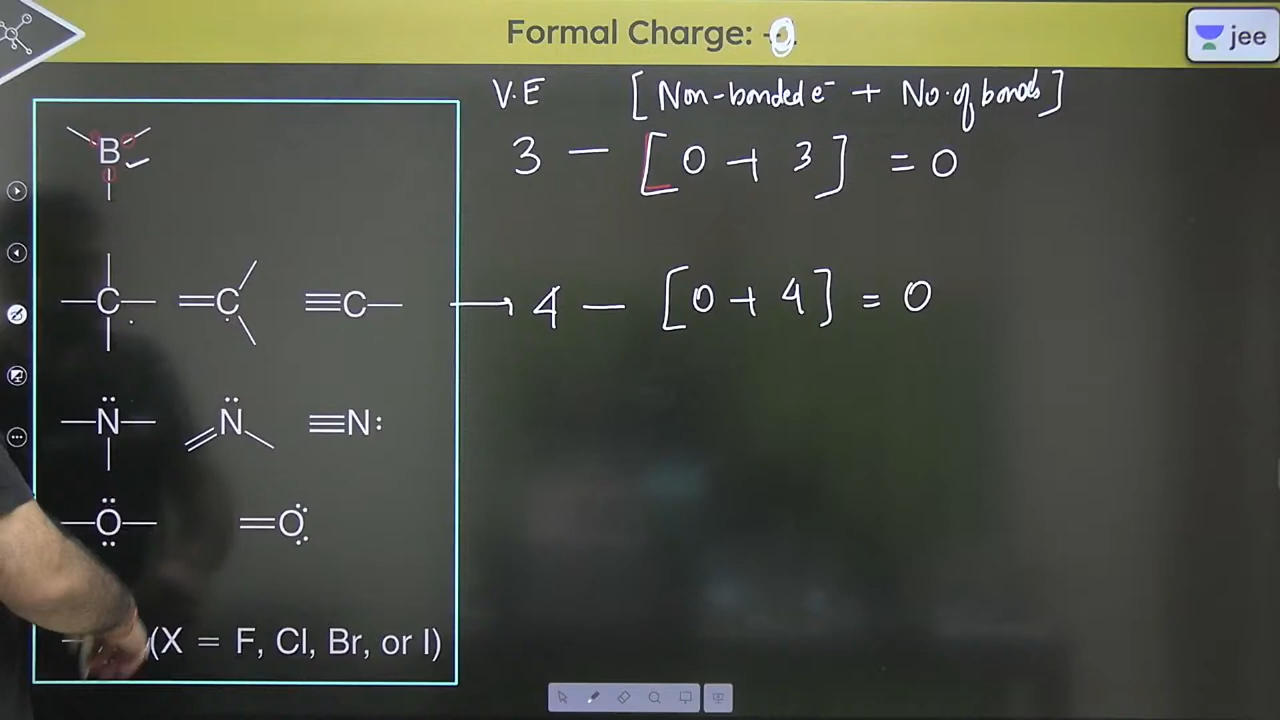 Formal Charge: - 0
jee
V.E [Non-bonded e⁻ + No. of bonds]
B
3 — [0 + 3] = 0
C C C → 4 — [0 + 4] = 0
N N N
O O
(X = F, Cl, Br, or I)